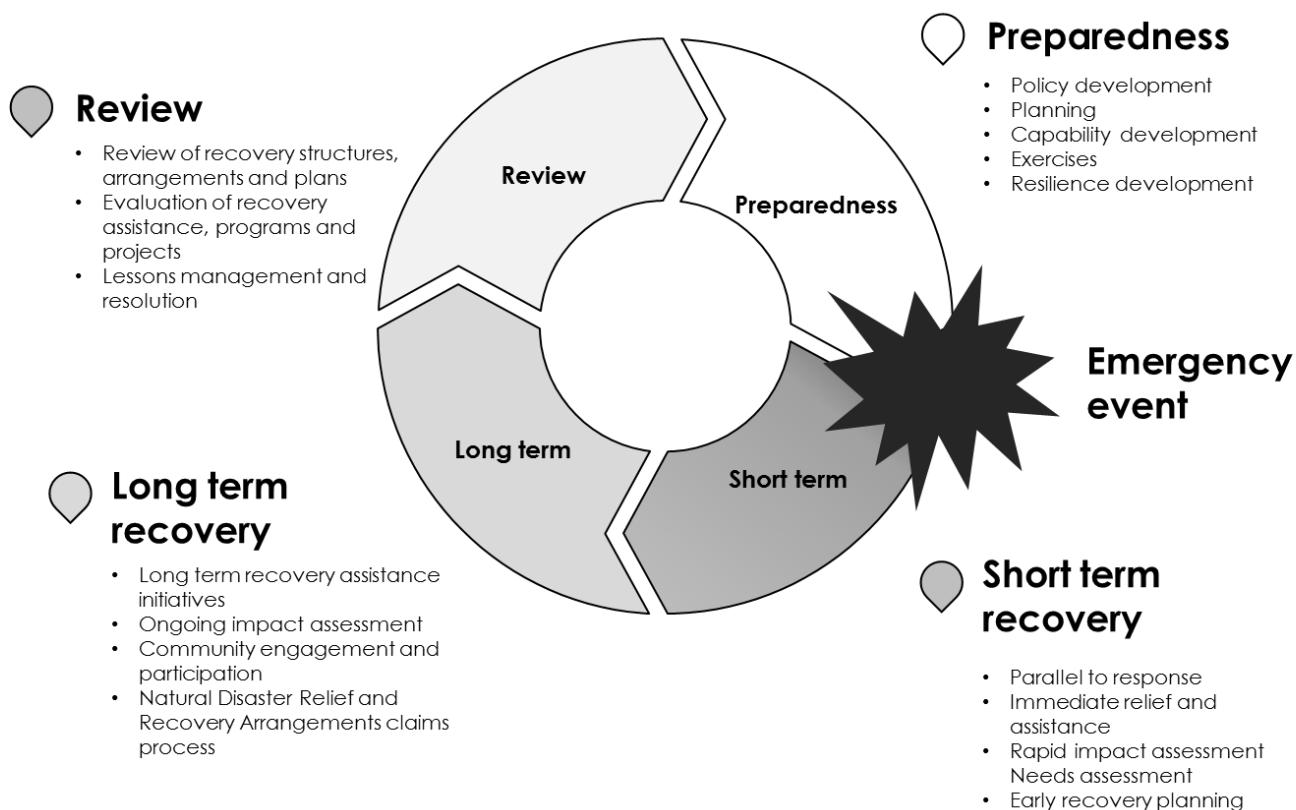 Preparedness
• Policy development
• Planning
• Capability development
• Exercises
• Resilience development
Review
• Review of recovery structures,
arrangements and plans
• Evaluation of recovery
assistance, programs and
projects
• Lessons management and
resolution
Review
Preparedness
Long term
Short term
Emergency
event
Long term
recovery
• Long term recovery assistance
initiatives
• Ongoing impact assessment
• Community engagement and
participation
• Natural Disaster Relief and
Recovery Arrangements claims
process
Short term
recovery
• Parallel to response
• Immediate relief and
assistance
• Rapid impact assessment
Needs assessment
• Early recovery planning